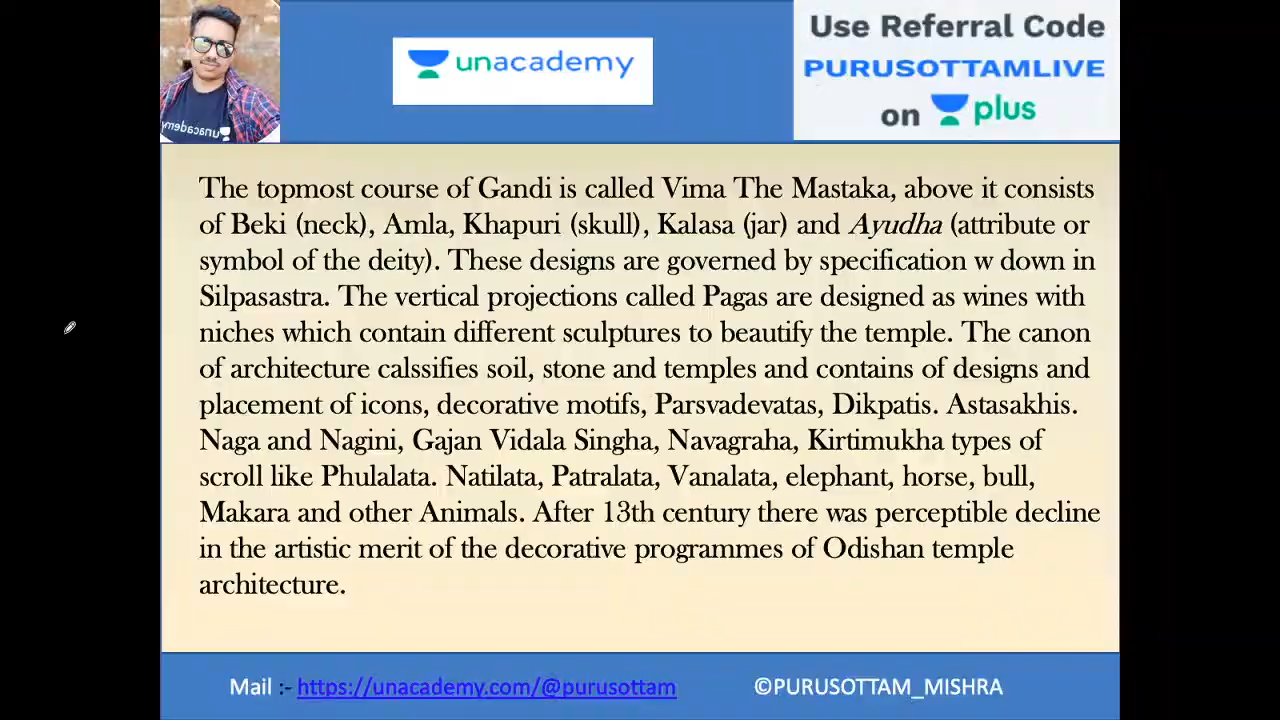 unacademy
unacademy
Use Referral Code
PURUSOTTAMLIVE
on plus
The topmost course of Gandi is called Vima The Mastaka, above it consists
of Beki (neck), Amla, Khapuri (skull), Kalasa (jar) and Ayudha (attribute or
symbol of the deity). These designs are governed by specification w down in
Silpasastra. The vertical projections called Pagas are designed as wines with
niches which contain different sculptures to beautify the temple. The canon
of architecture calssifies soil, stone and temples and contains of designs and
placement of icons, decorative motifs, Parsvadevatas, Dikpatis. Astasakhis.
Naga and Nagini, Gajan Vidala Singha, Navagraha, Kirtimukha types of
scroll like Phulalata. Natilata, Patralata, Vanalata, elephant, horse, bull,
Makara and other Animals. After 13th century there was perceptible decline
in the artistic merit of the decorative programmes of Odishan temple
architecture.
Mail :- https://unacademy.com/@purusottam
©PURUSOTTAM_MISHRA